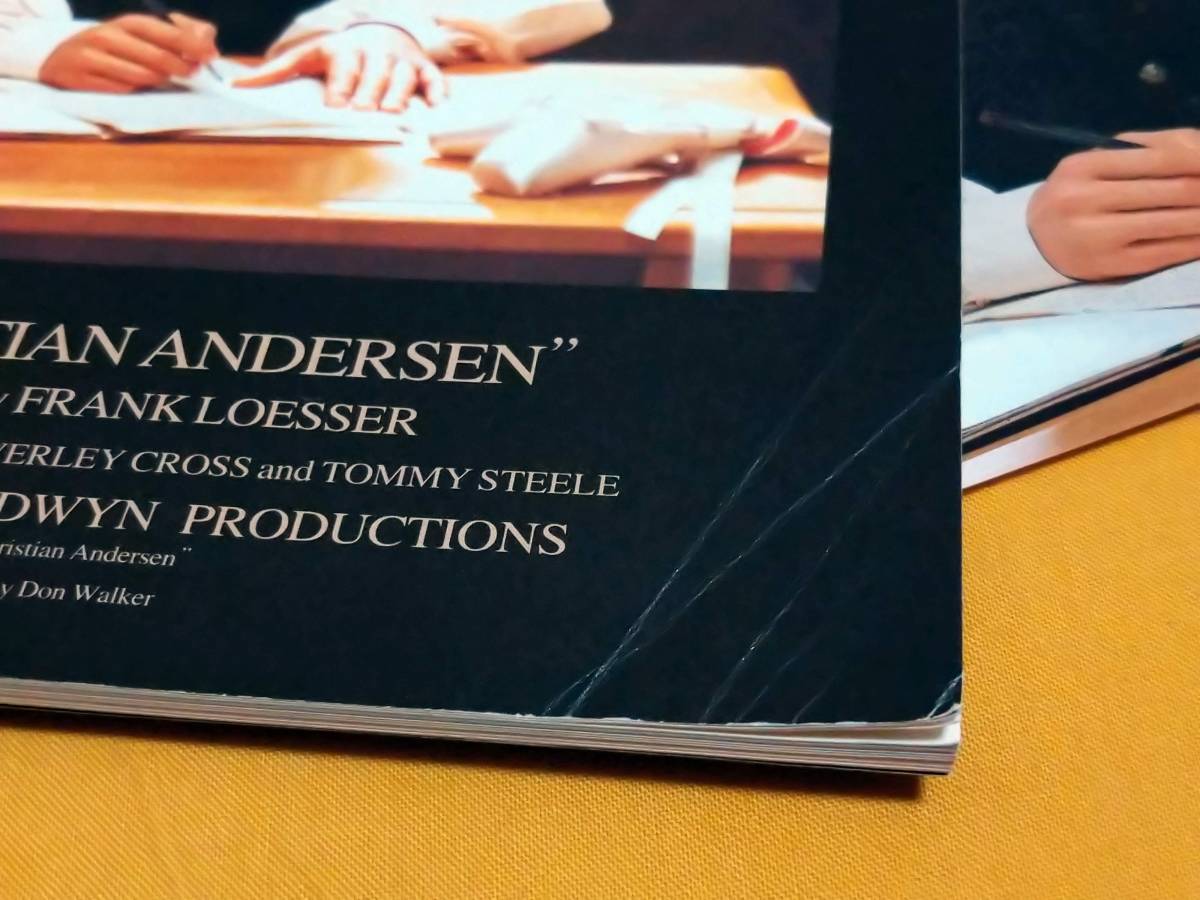 TIAN ANDERSEN”
y FRANK LOESSER
VERLEY CROSS and TOMMY STEELE
DWYN PRODUCTIONS
ristian Andersen”
y Don Walker